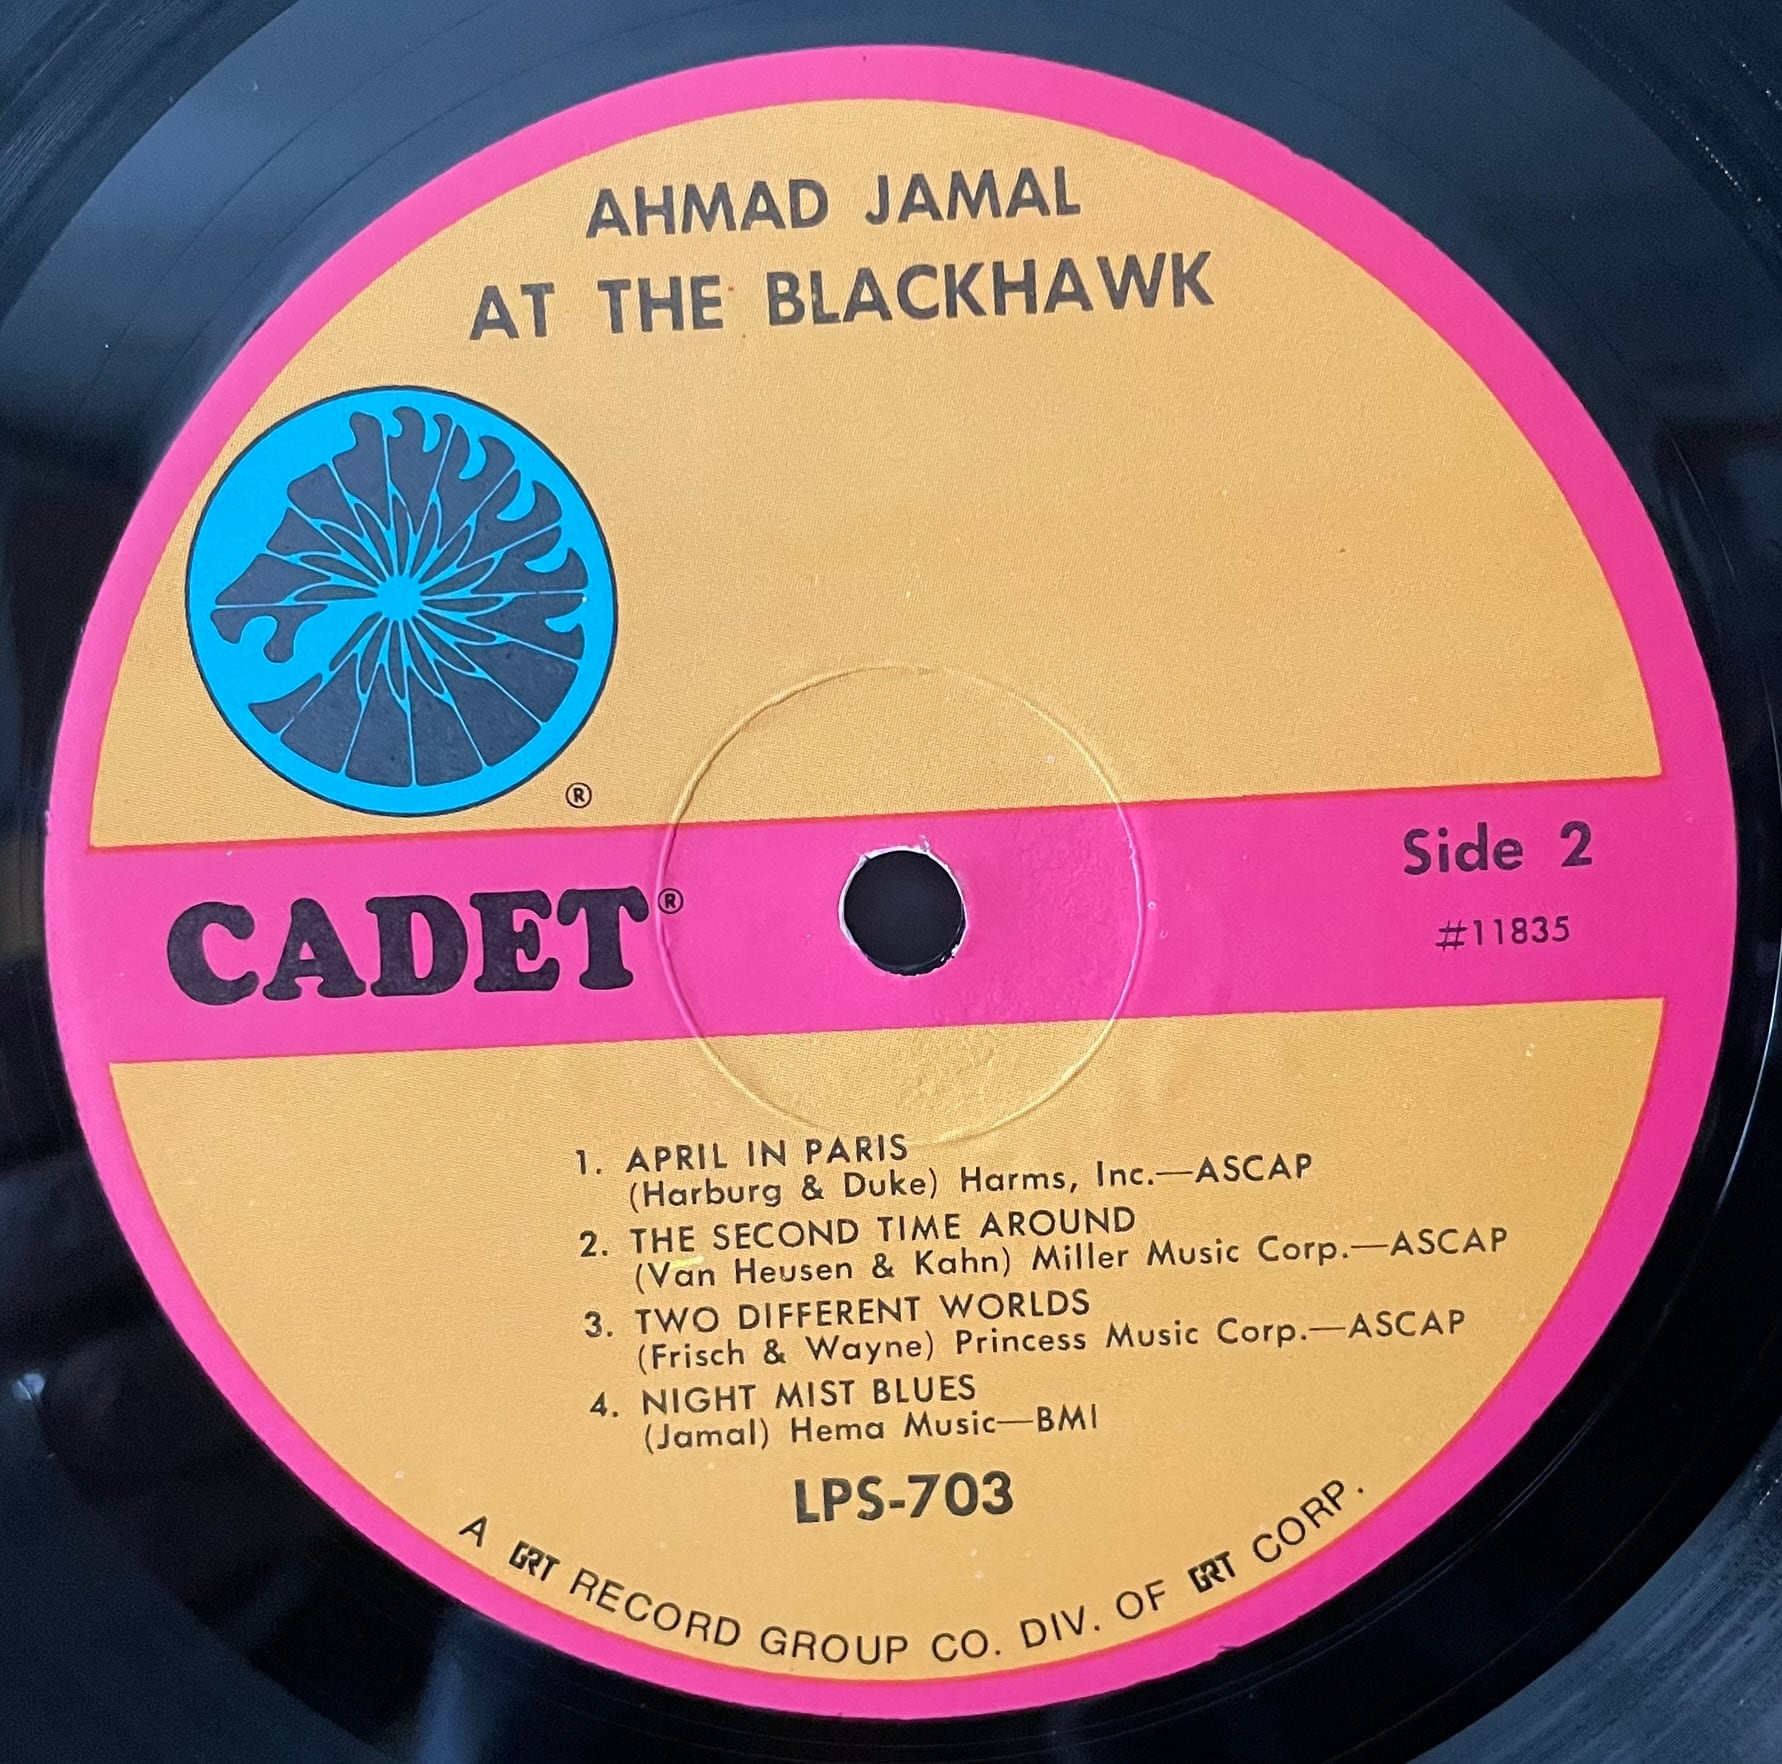 AHMAD JAMAL
AT THE BLACKHAWK
®
CADET®
Side 2
#11835
1. APRIL IN PARIS
(Harburg & Duke) Harms, Inc.—ASCAP
2. THE SECOND TIME AROUND
(Van Heusen & Kahn) Miller Music Corp.—ASCAP
3. TWO DIFFERENT WORLDS
(Frisch & Wayne) Princess Music Corp.—ASCAP
4. NIGHT MIST BLUES
(Jamal) Hema Music—BMI
LPS-703
A GRT RECORD GROUP CO. DIV. OF GRT CORP.